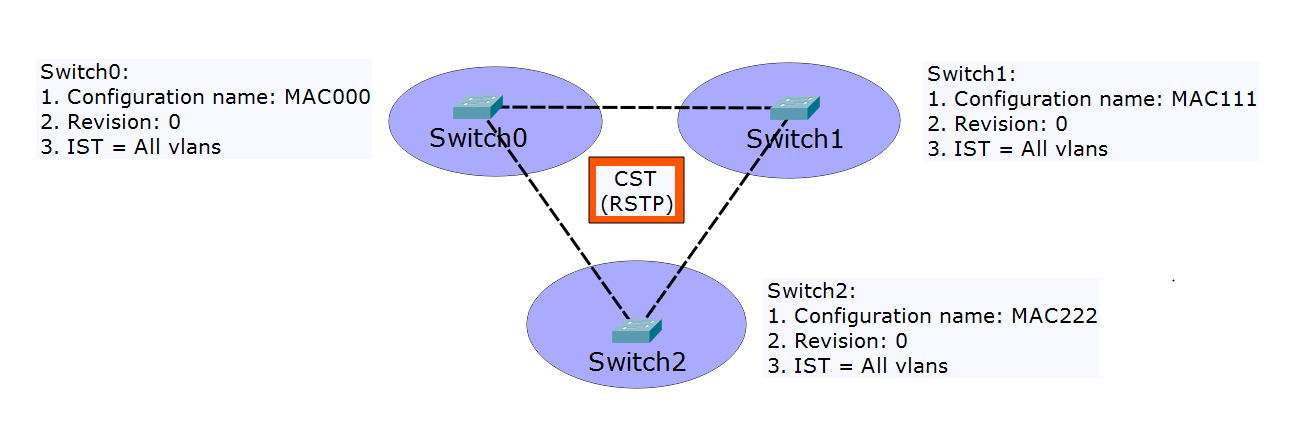 Switch0:
1. Configuration name: MAC000
2. Revision: 0
3. IST = All vlans
Switch0
Switch1
Switch1:
1. Configuration name: MAC111
2. Revision: 0
3. IST = All vlans
CST
(RSTP)
Switch2
Switch2:
1. Configuration name: MAC222
2. Revision: 0
3. IST = All vlans